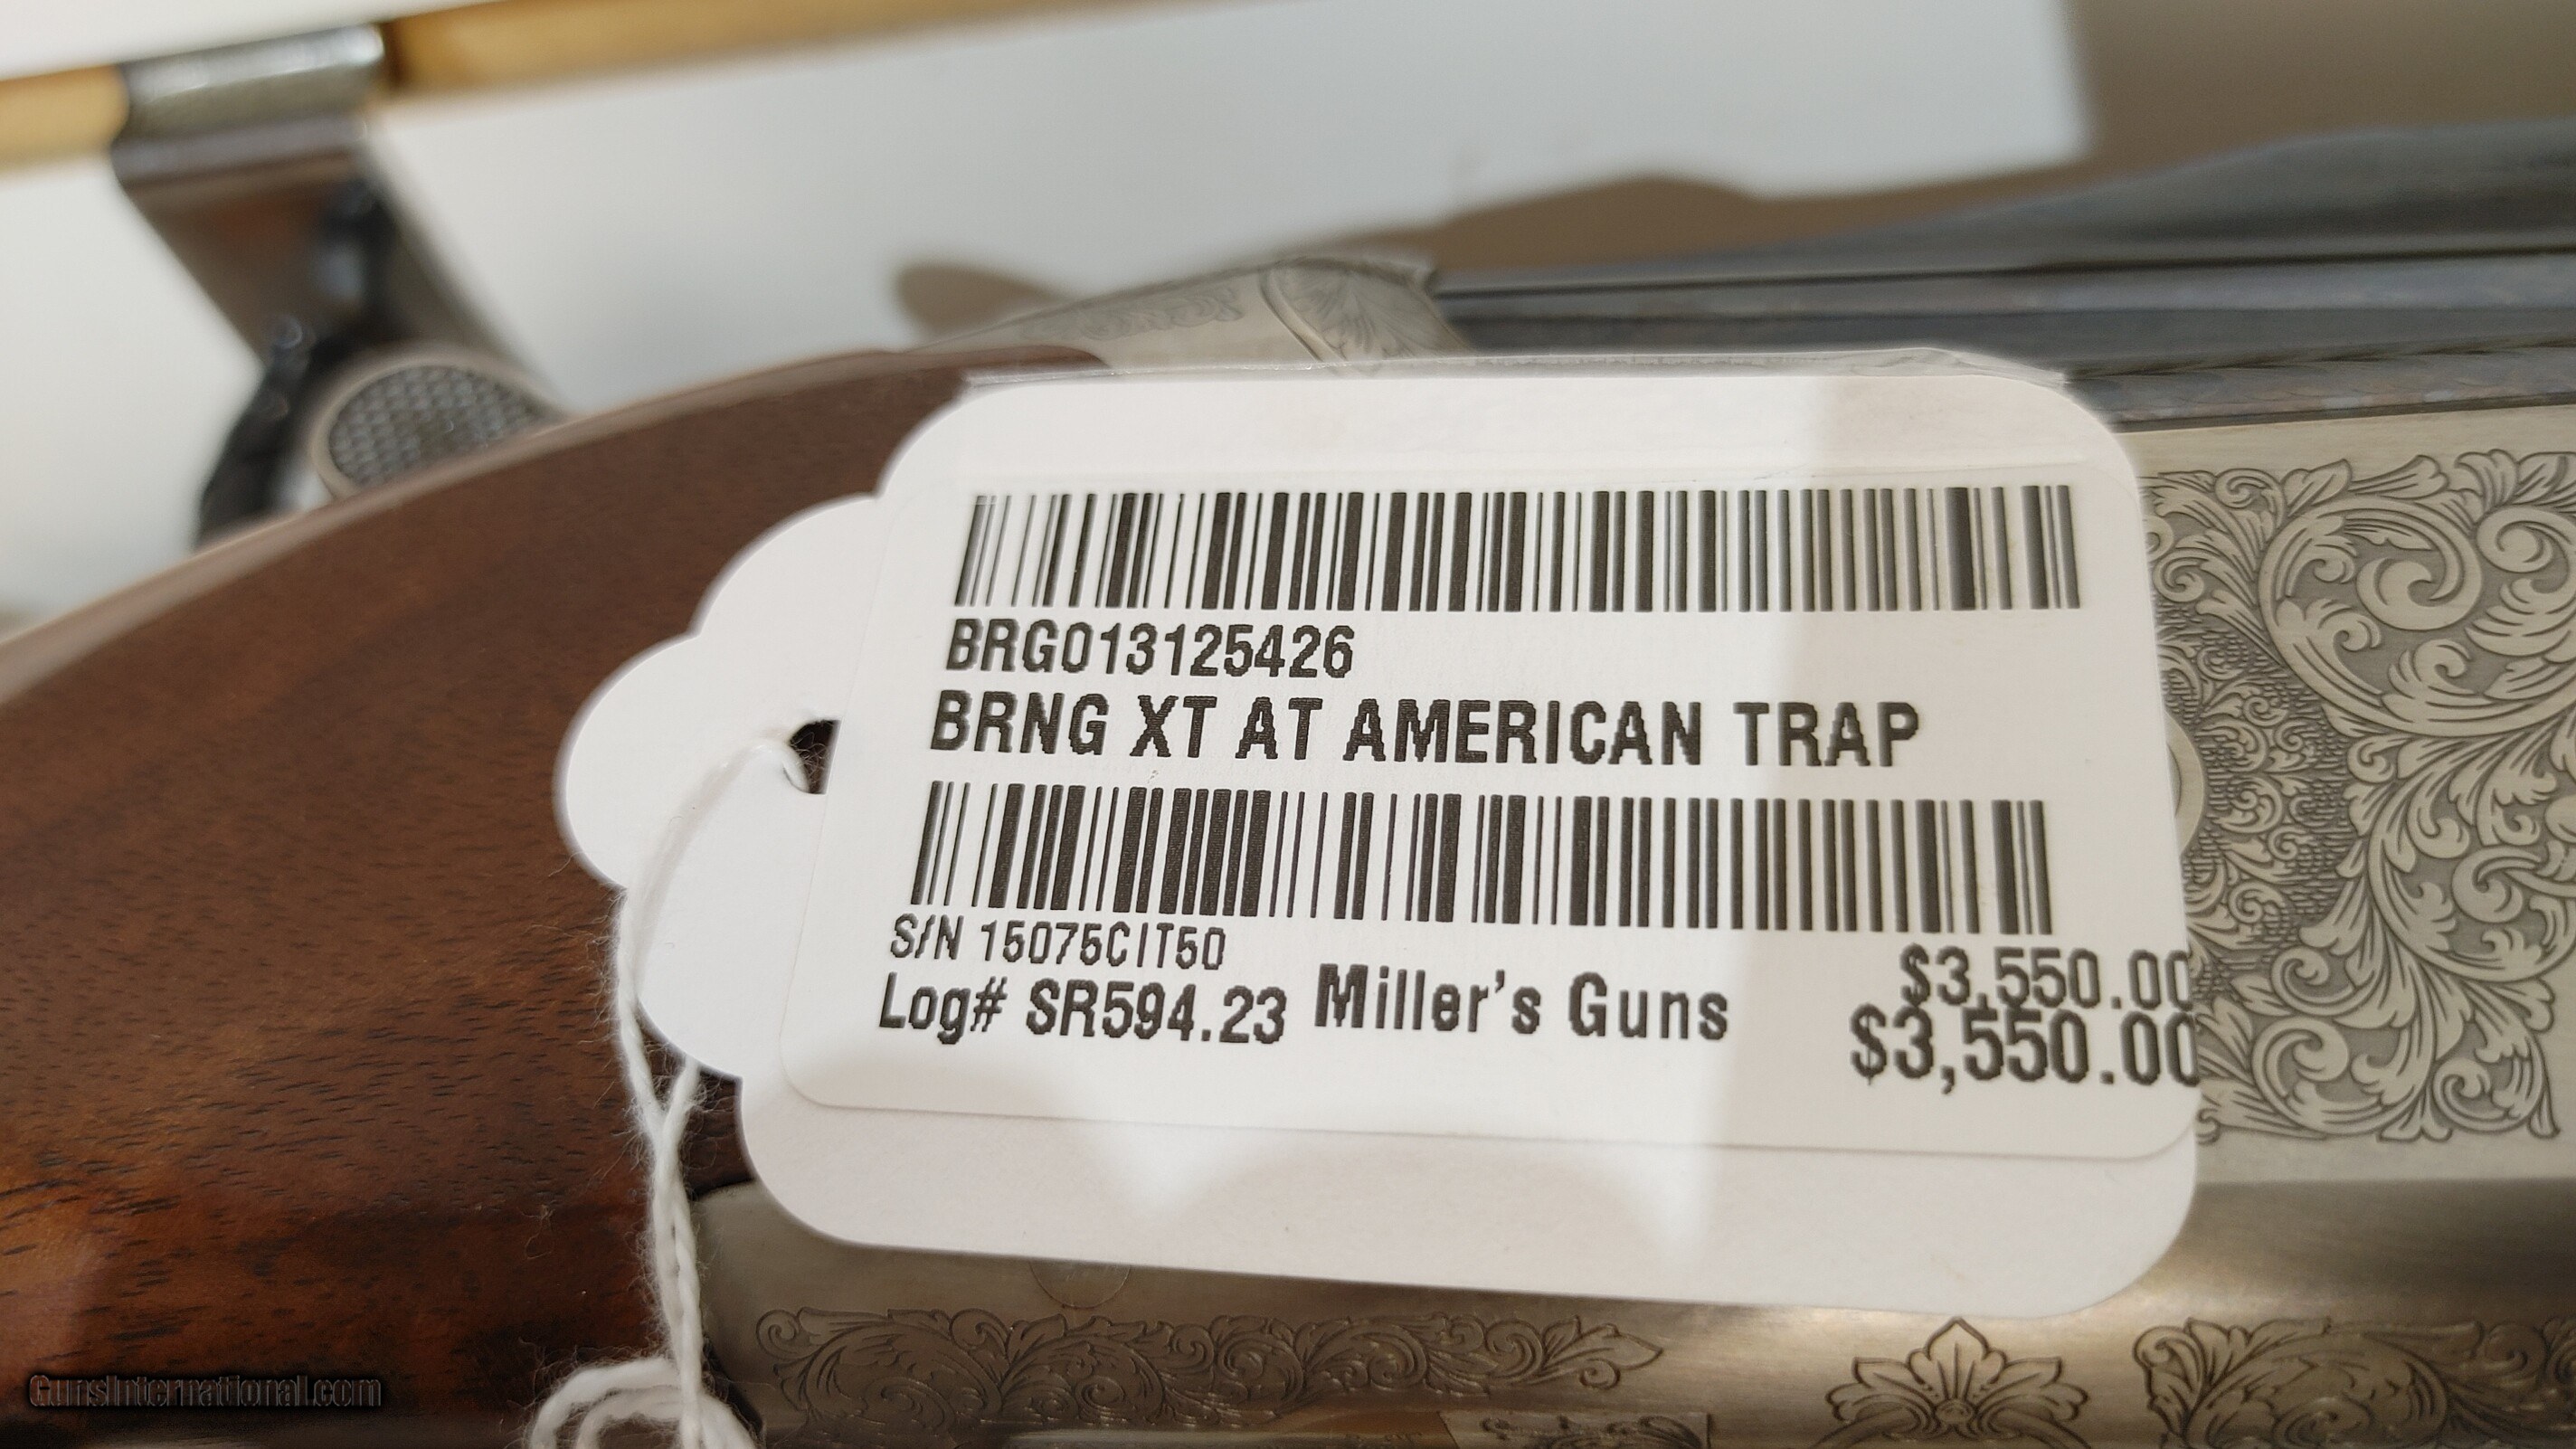 BRG013125426
BRNG XT AT AMERICAN TRAP
S/N 15075CIT50
$3,550.00
Log# SR594.23 Miller's Guns $3,550.00
GunsInternational.com